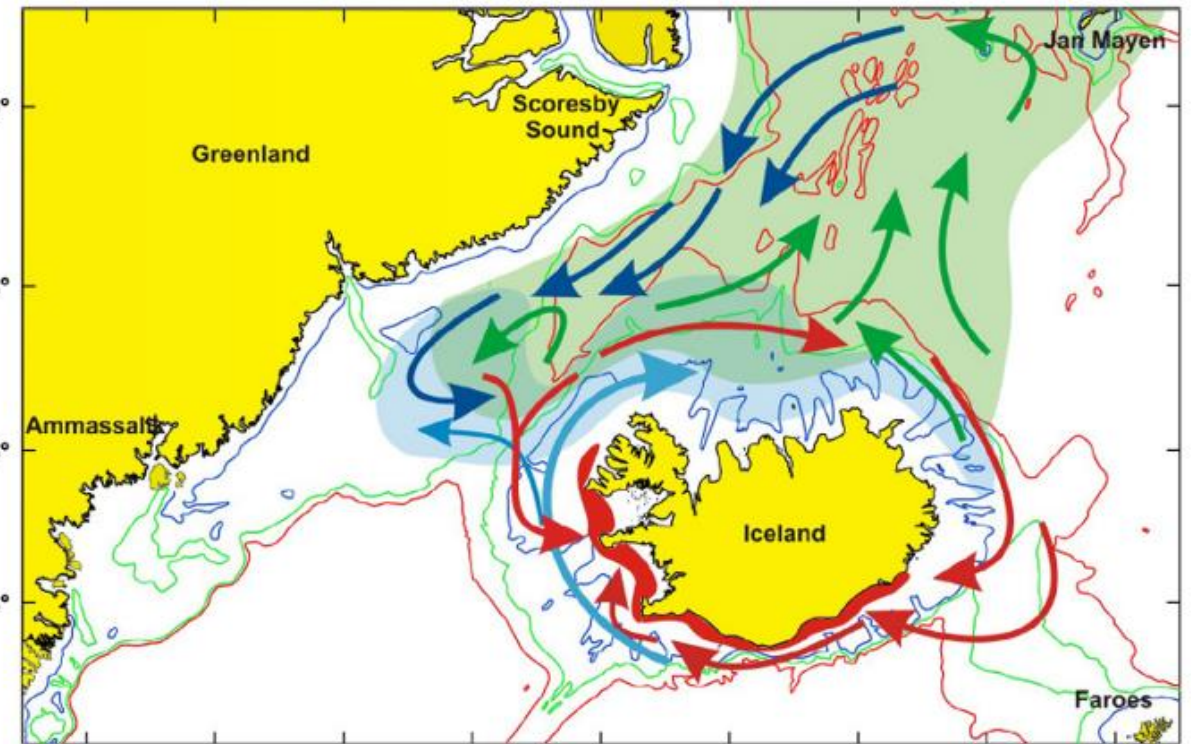 Jan Mayen
Scoresby
Sound
Greenland
Ammassalik
Iceland
Faroes
°
°
°
°